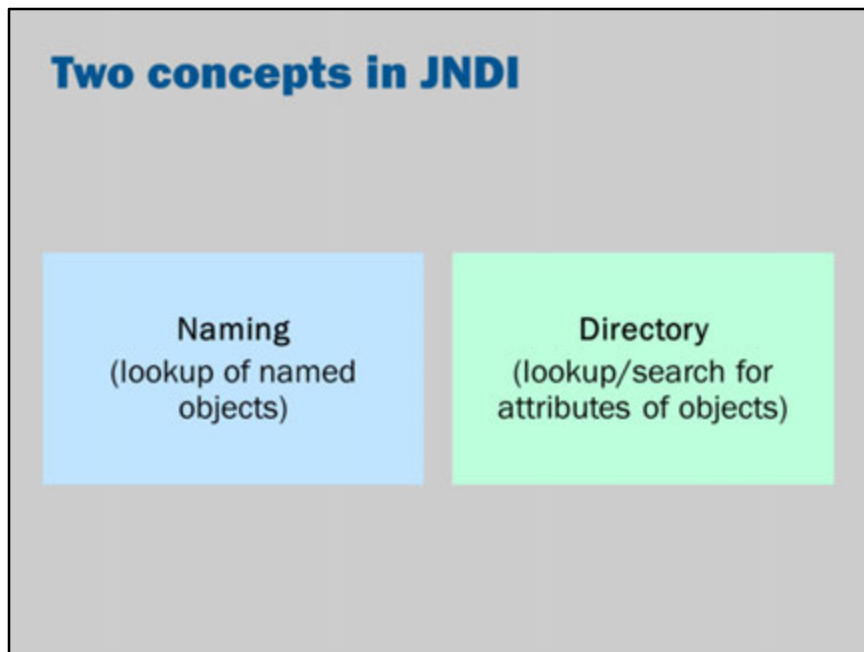 Two concepts in JNDI
Naming
(lookup of named
objects)
Directory
(lookup/search for
attributes of objects)